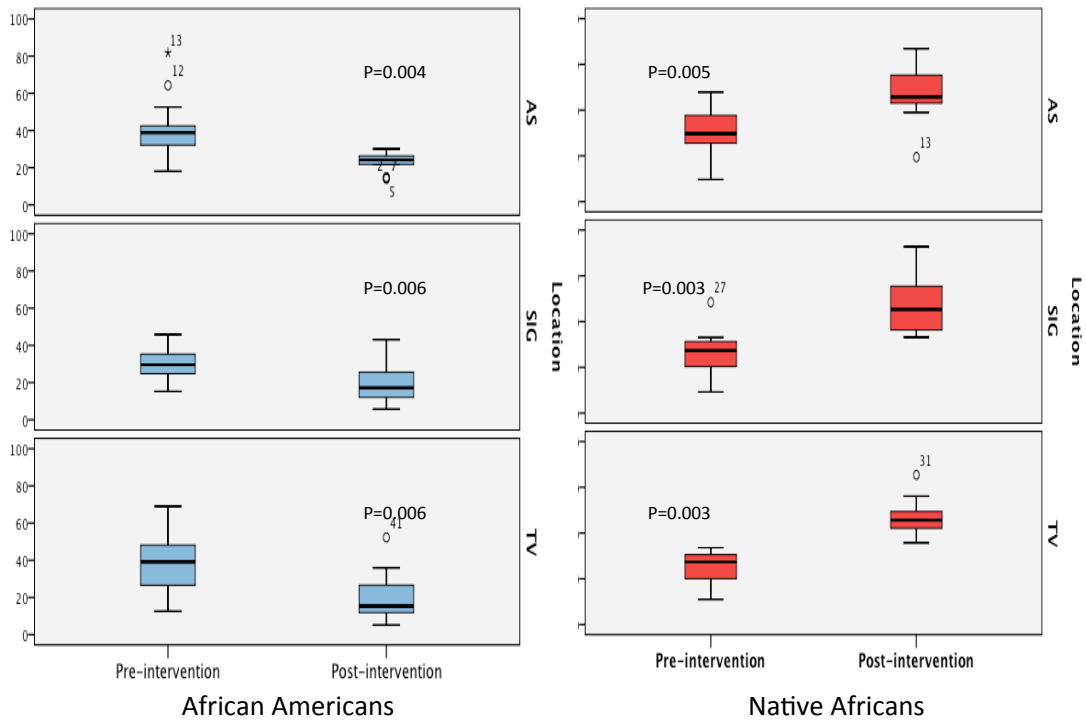 100
80
60
40
20
0
13
*
12
P=0.004
2 7
5
AS
100
80
60
40
20
0
P=0.006
SIG
Location
100
80
60
40
20
0
P=0.006
41
TV
Pre-intervention
Post-intervention
African Americans
P=0.005
13
AS
P=0.003
27
SIG
Location
P=0.003
31
TV
Pre-intervention
Post-intervention
Native Africans